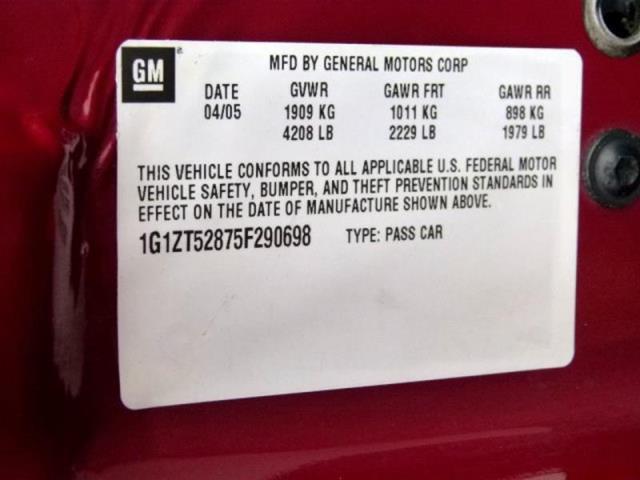 GM
MFD BY GENERAL MOTORS CORP
DATE GVWR GAWR FRT GAWR RR
04/05 1909 KG 1011 KG 898 KG
4208 LB 2229 LB 1979 LB
THIS VEHICLE CONFORMS TO ALL APPLICABLE U.S. FEDERAL MOTOR
VEHICLE SAFETY, BUMPER, AND THEFT PREVENTION STANDARDS IN
EFFECT ON THE DATE OF MANUFACTURE SHOWN ABOVE.
1G1ZT52875F290698 TYPE: PASS CAR